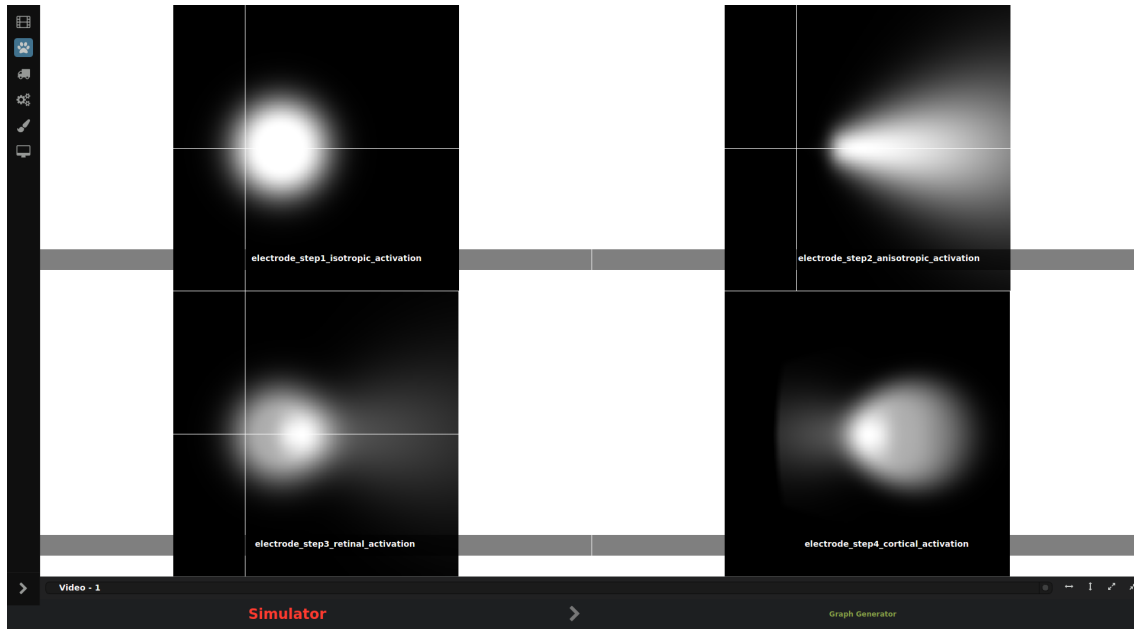 electrode_step1_isotropic_activation
electrode_step2_anisotropic_activation
electrode_step3_retinal_activation
electrode_step4_cortical_activation
Video - 1
Simulator
Graph Generator